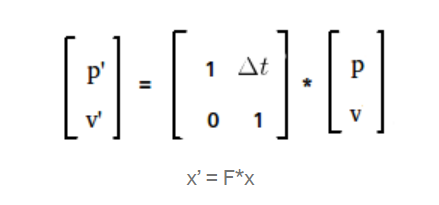 p' 1 Δt p
= *
v' 0 1 v
x’ = F*x